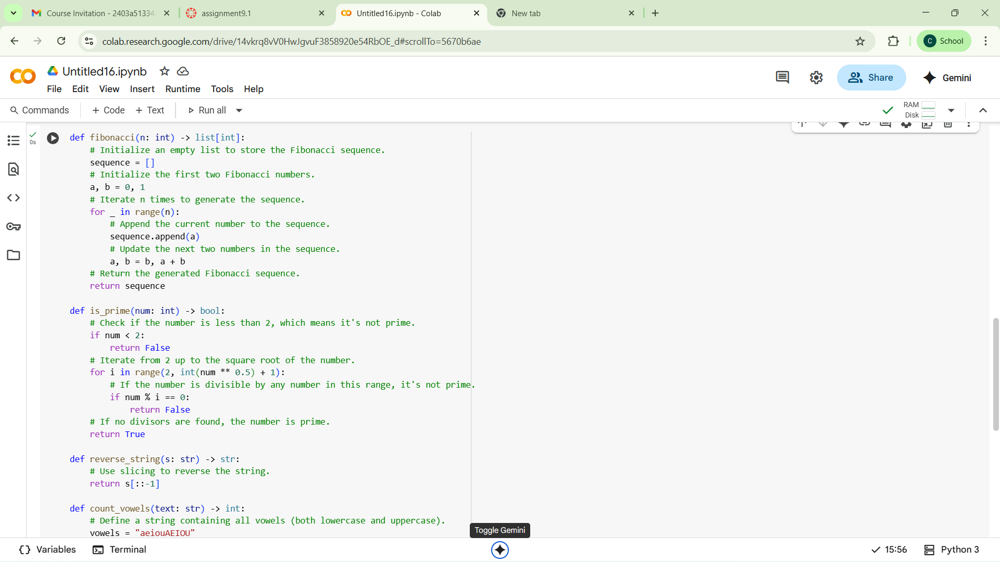 Course Invitation - 2403a51334
assignment9.1
Untitled16.ipynb - Colab
New tab
colab.research.google.com/drive/14vkrq8vV0HwJgvuF3858920e54RbOE_d#scrollTo=5670b6ae
C School
CO Untitled16.ipynb
File Edit View Insert Runtime Tools Help
Share
Gemini
Commands + Code + Text Run all
RAM
Disk
0s
def fibonacci(n: int) -> list[int]:
    # Initialize an empty list to store the Fibonacci sequence.
    sequence = []
    # Initialize the first two Fibonacci numbers.
    a, b = 0, 1
    # Iterate n times to generate the sequence.
    for _ in range(n):
        # Append the current number to the sequence.
        sequence.append(a)
        # Update the next two numbers in the sequence.
        a, b = b, a + b
    # Return the generated Fibonacci sequence.
    return sequence
def is_prime(num: int) -> bool:
    # Check if the number is less than 2, which means it's not prime.
    if num < 2:
        return False
    # Iterate from 2 up to the square root of the number.
    for i in range(2, int(num ** 0.5) + 1):
        # If the number is divisible by any number in this range, it's not prime.
        if num % i == 0:
            return False
    # If no divisors are found, the number is prime.
    return True
def reverse_string(s: str) -> str:
    # Use slicing to reverse the string.
    return s[::-1]
def count_vowels(text: str) -> int:
    # Define a string containing all vowels (both lowercase and uppercase).
    vowels = "aeiouAEIOU"
Toggle Gemini
{} Variables Terminal
15:56 Python 3